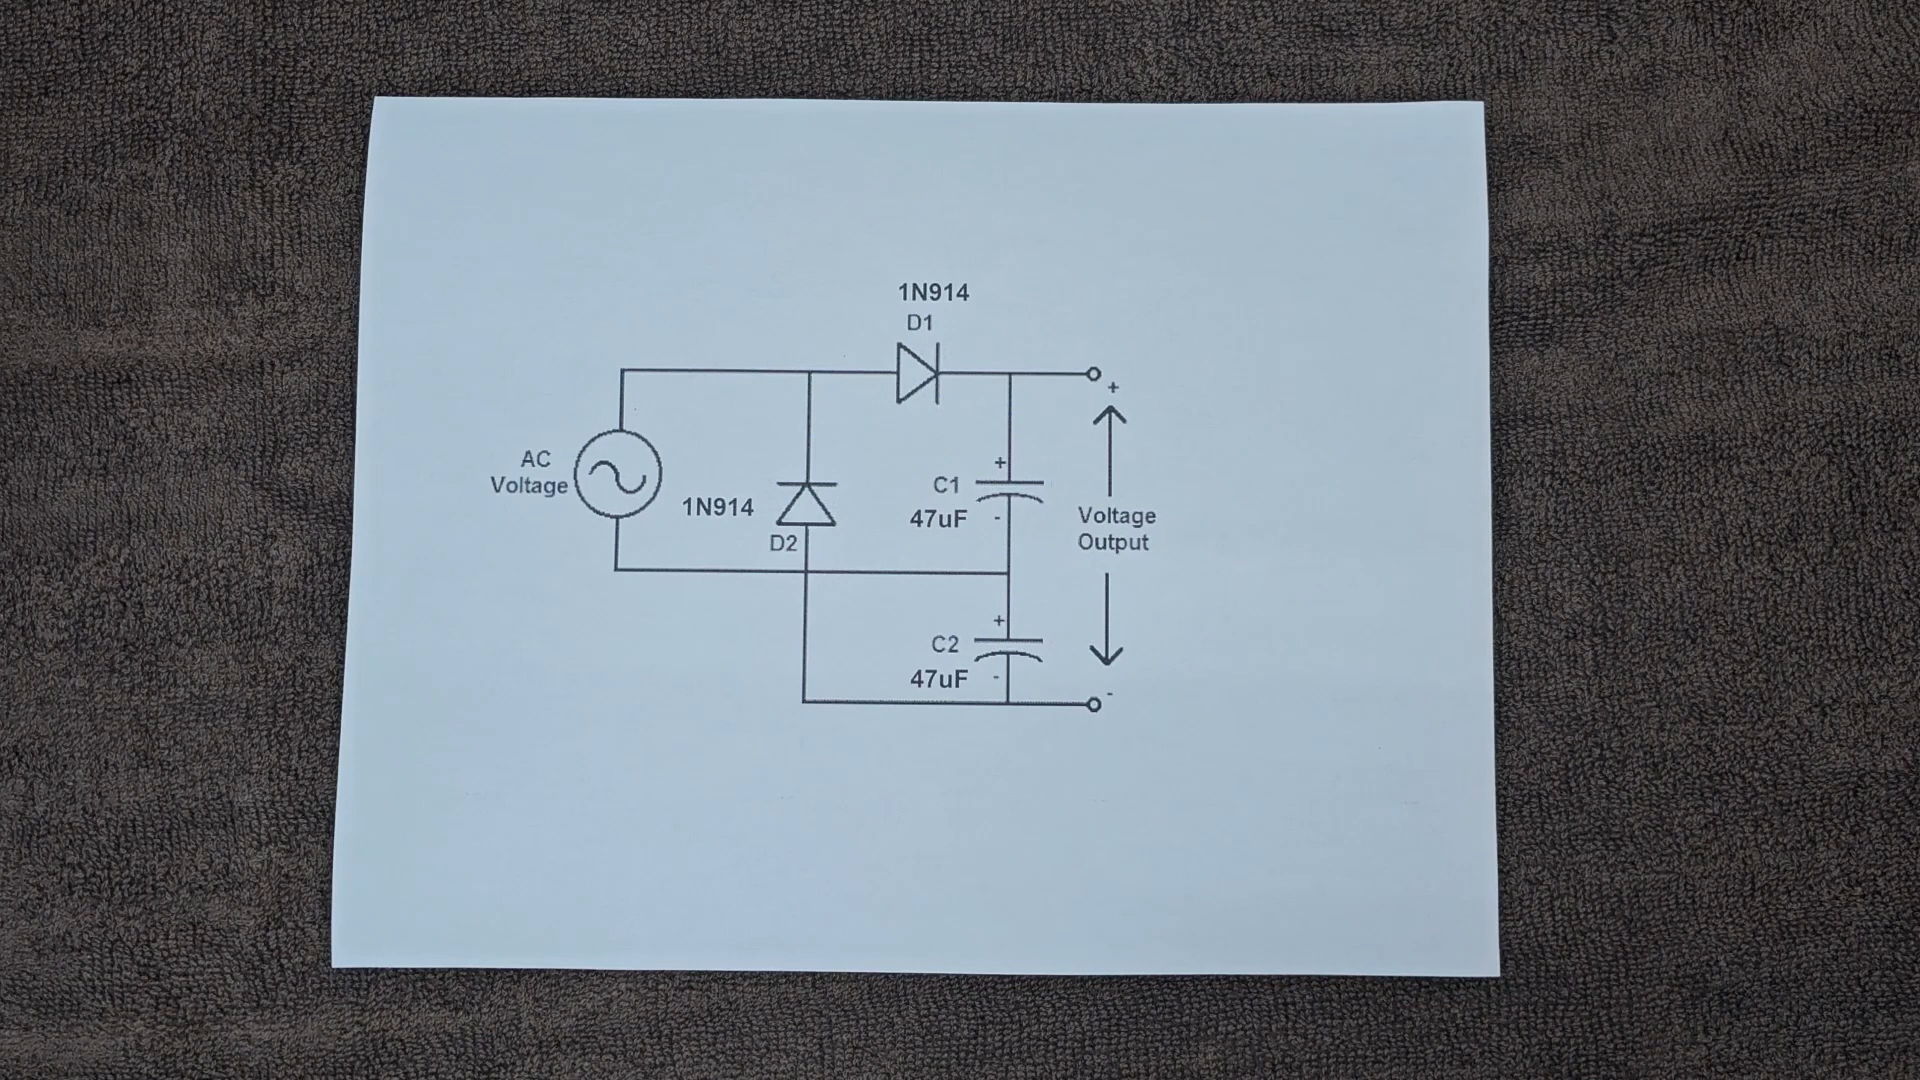 1N914
D1
+
AC
Voltage
1N914
D2
+
C1
47uF
-
Voltage
Output
+
C2
47uF
-
-